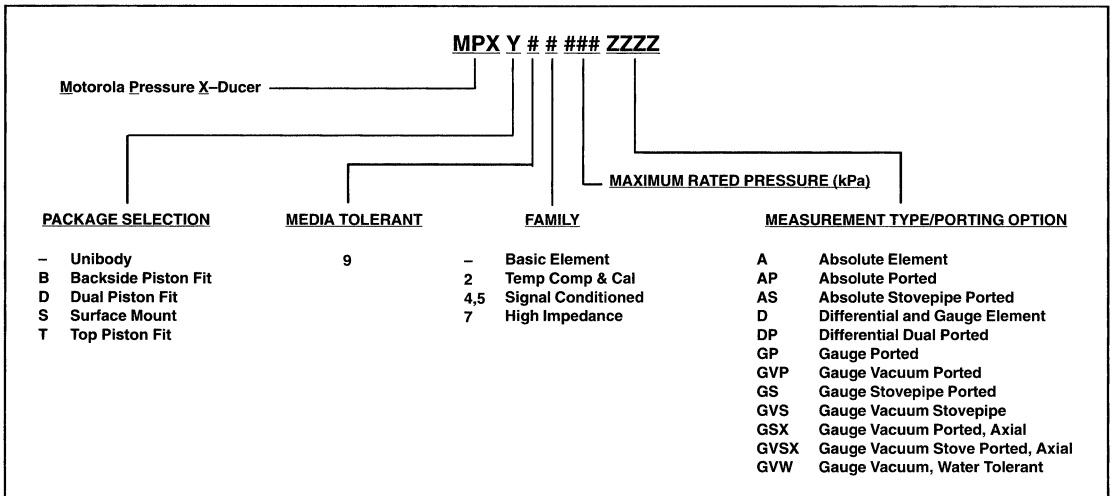 MPX Y # # ### ZZZZ
Motorola Pressure X–Ducer
MAXIMUM RATED PRESSURE (kPa)
PACKAGE SELECTION
– Unibody
B Backside Piston Fit
D Dual Piston Fit
S Surface Mount
T Top Piston Fit
MEDIA TOLERANT
9
FAMILY
– Basic Element
2 Temp Comp & Cal
4,5 Signal Conditioned
7 High Impedance
MEASUREMENT TYPE/PORTING OPTION
A Absolute Element
AP Absolute Ported
AS Absolute Stovepipe Ported
D Differential and Gauge Element
DP Differential Dual Ported
GP Gauge Ported
GVP Gauge Vacuum Ported
GS Gauge Stovepipe Ported
GVS Gauge Vacuum Stovepipe
GSX Gauge Vacuum Ported, Axial
GVSX Gauge Vacuum Stove Ported, Axial
GVW Gauge Vacuum, Water Tolerant